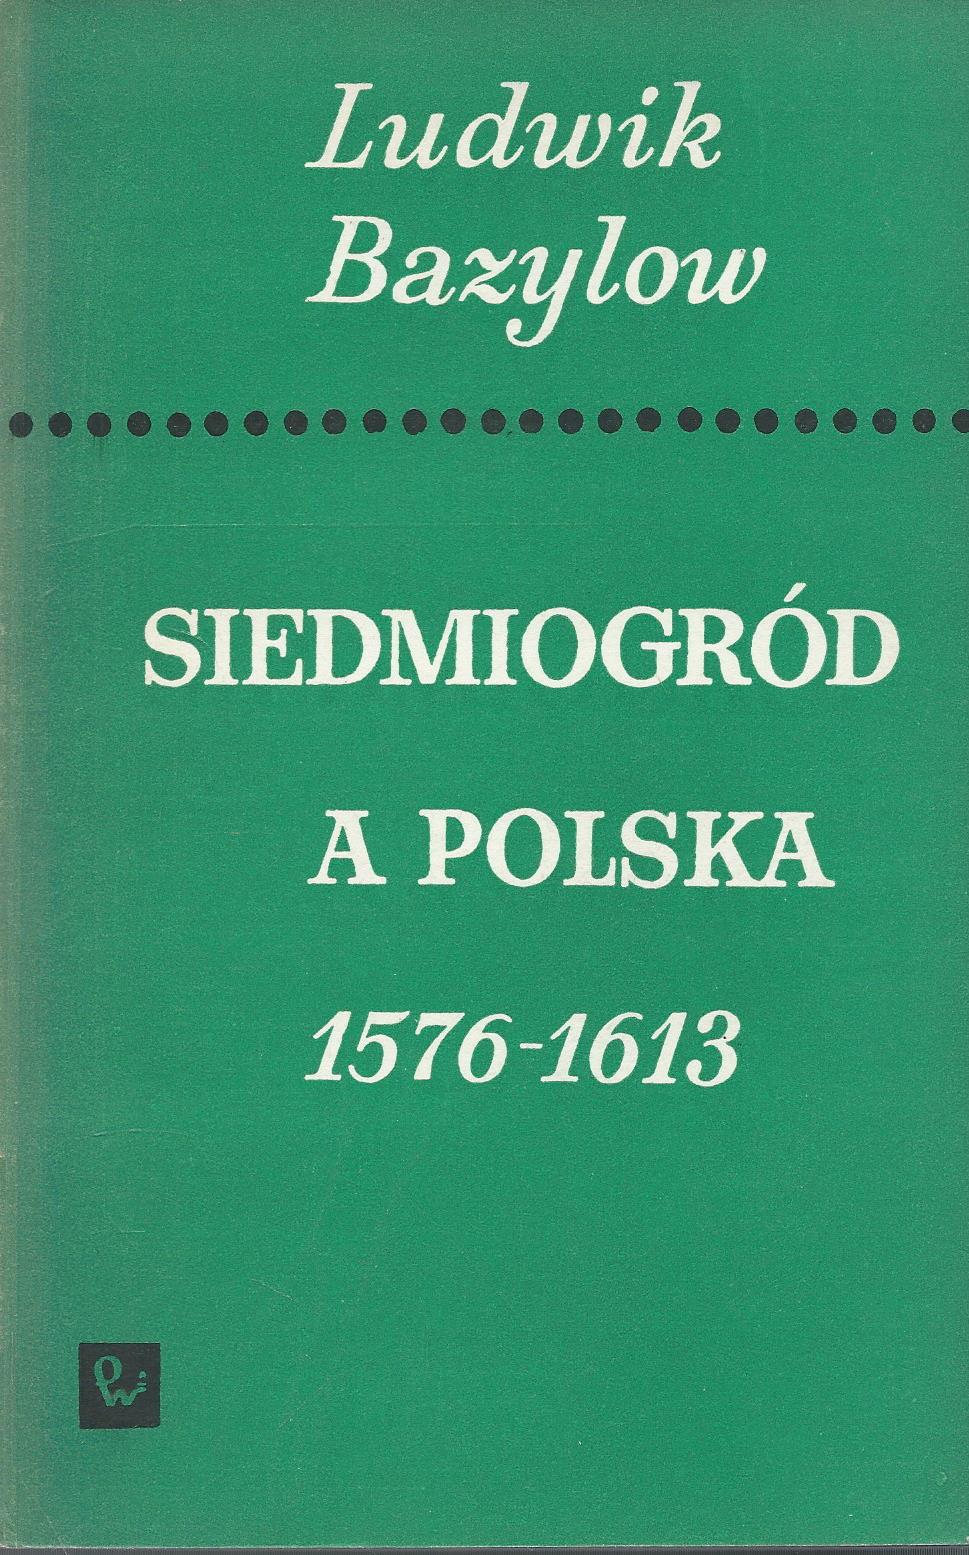 Ludwik
Bazylow
SIEDMIOGRÓD
A POLSKA
1576-1613